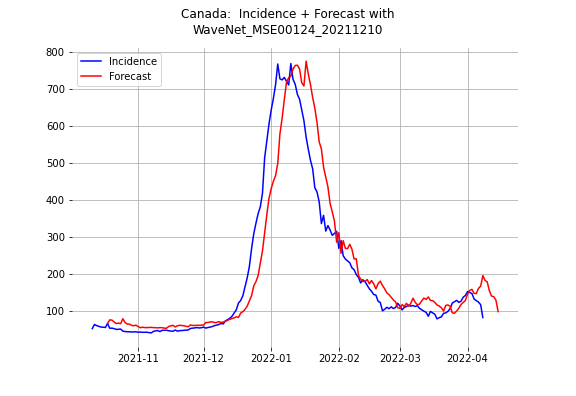 Canada:  Incidence + Forecast with
WaveNet_MSE00124_20211210
Incidence
Forecast
800
700
600
500
400
300
200
100
2021-11 2021-12 2022-01 2022-02 2022-03 2022-04